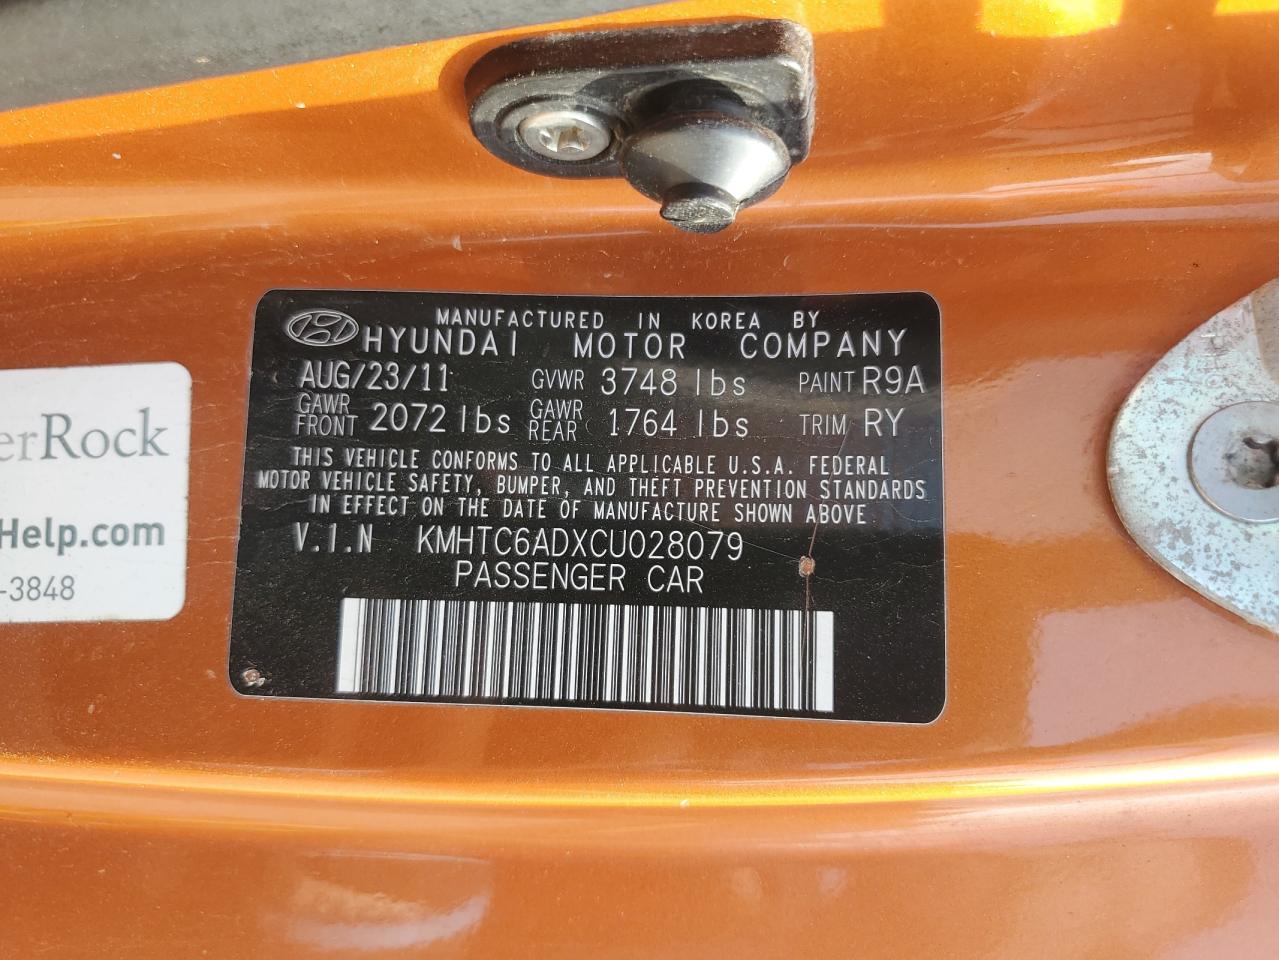 MANUFACTURED IN KOREA BY
HYUNDAI MOTOR COMPANY
AUG/23/11 GVWR 3748 lbs PAINT R9A
GAWR FRONT 2072 lbs GAWR REAR 1764 lbs TRIM RY
THIS VEHICLE CONFORMS TO ALL APPLICABLE U.S.A. FEDERAL
MOTOR VEHICLE SAFETY, BUMPER, AND THEFT PREVENTION STANDARDS
IN EFFECT ON THE DATE OF MANUFACTURE SHOWN ABOVE
V.I.N KMHTC6ADXCU028079
PASSENGER CAR
erRock
Help.com
-3848